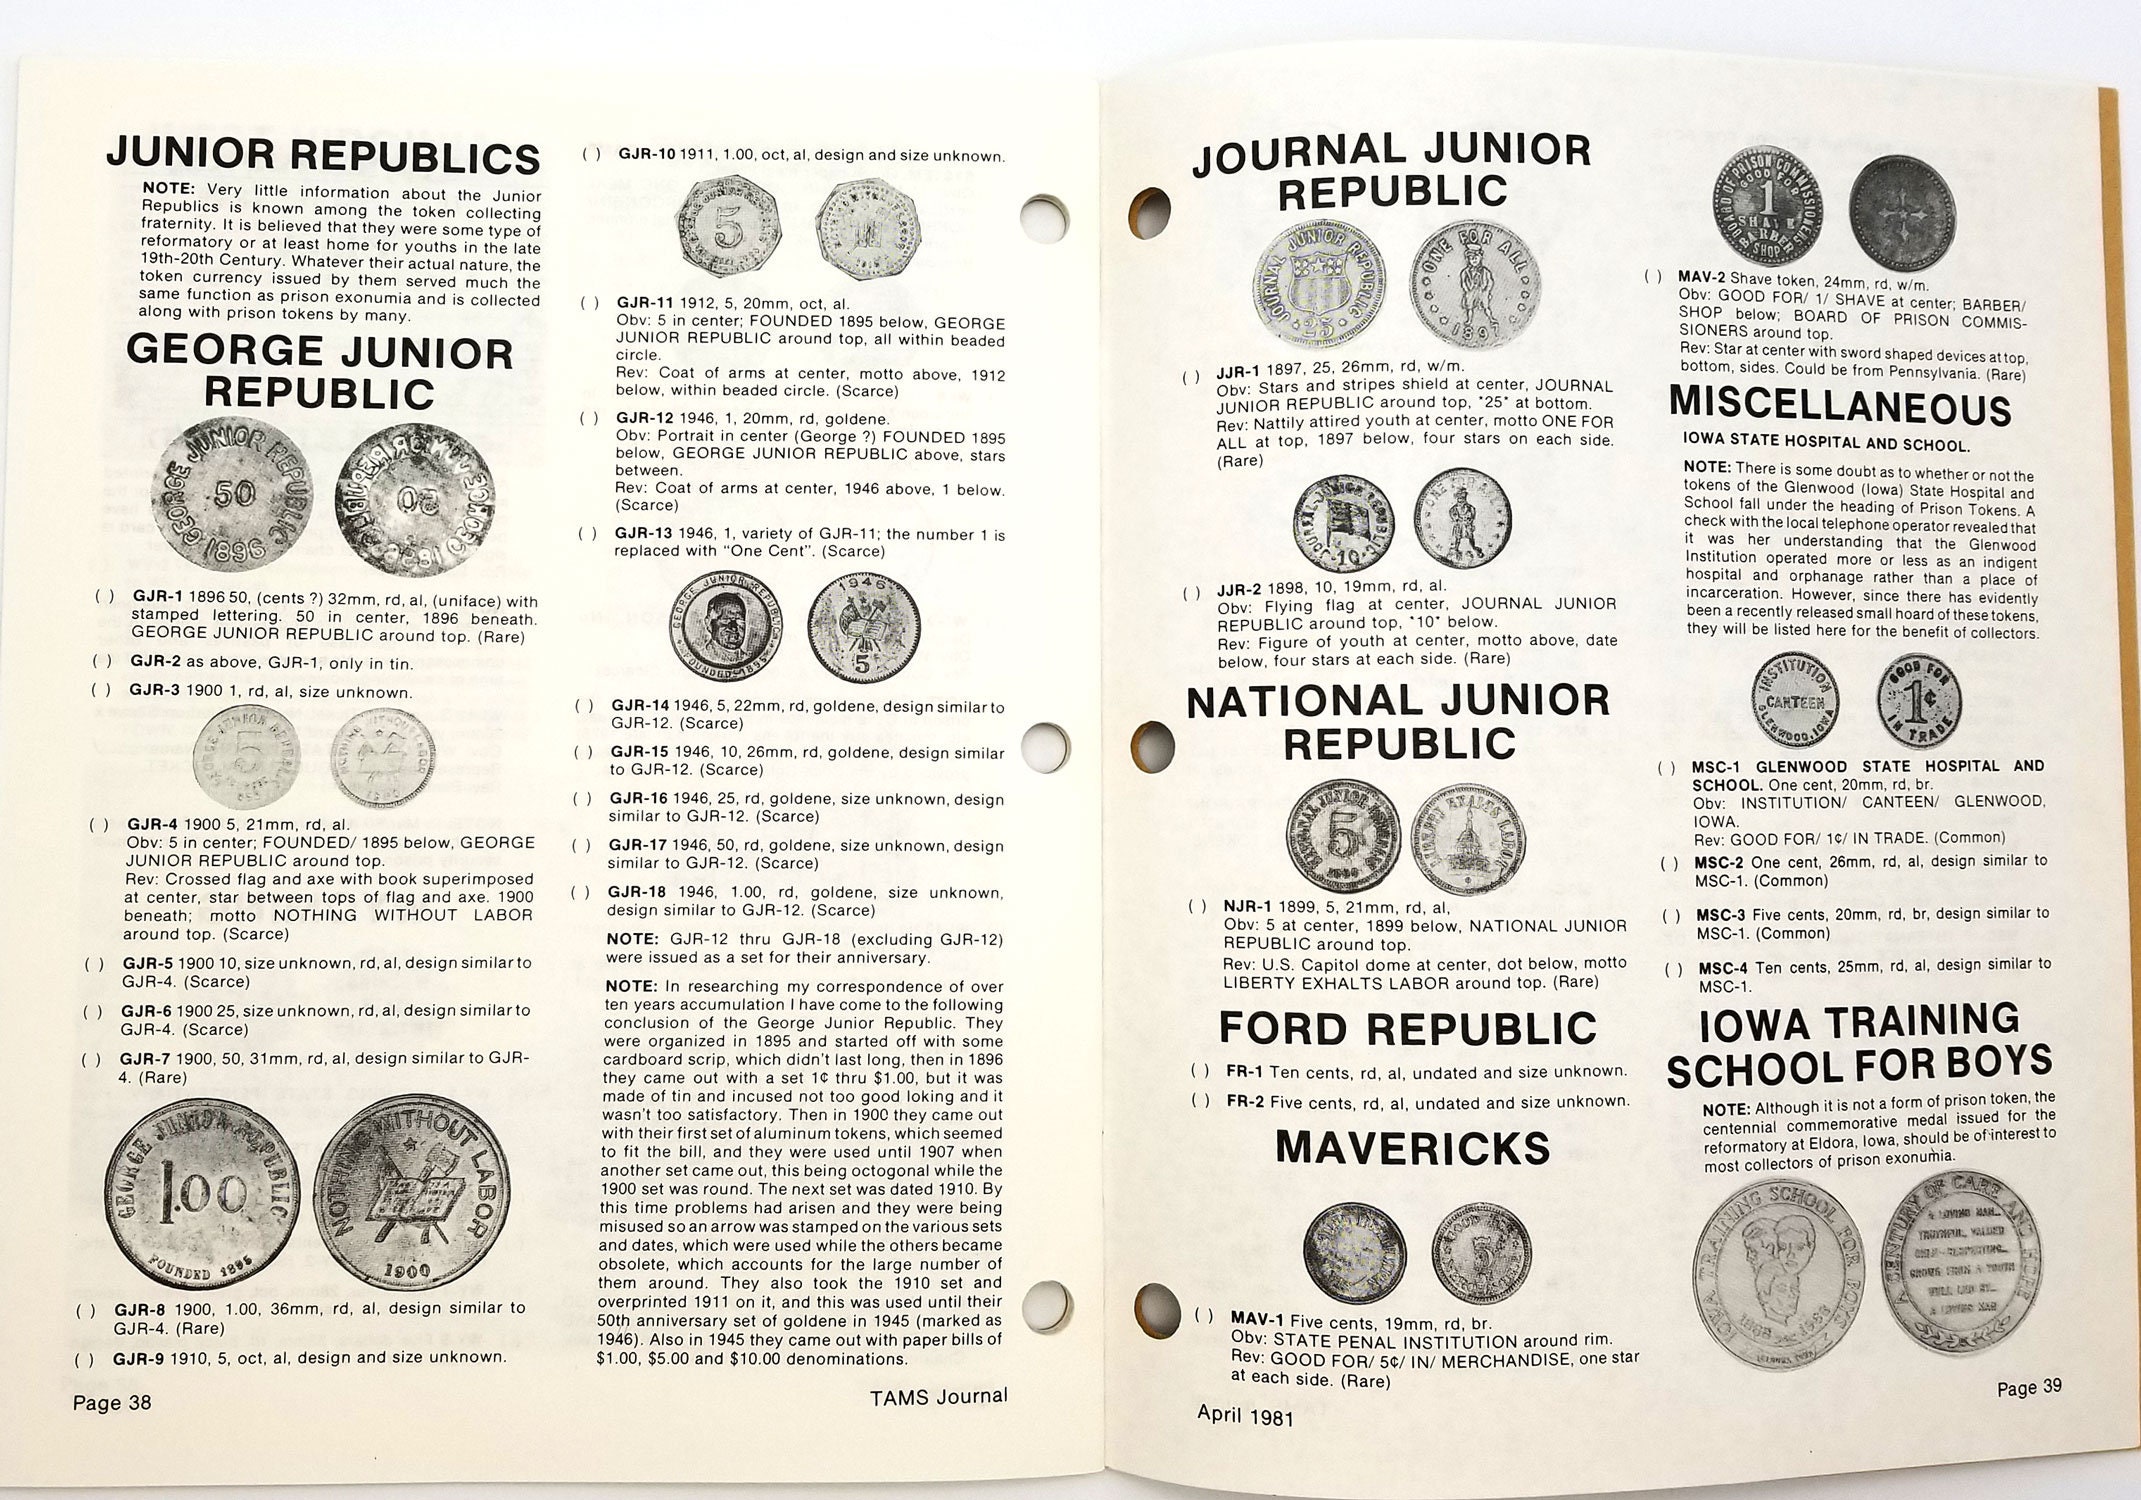 JUNIOR REPUBLICS
NOTE: Very little information about the Junior
Republics is known among the token collecting
fraternity. It is believed that they were some type of
reformatory or at least home for youths in the late
19th-20th Century. Whatever their actual nature, the
token currency issued by them served much the
same function as prison exonumia and is collected
along with prison tokens by many.
GEORGE JUNIOR
REPUBLIC
GEORGE JUNIOR REPUBLIC
50
1896
( ) GJR-1 1896 50, (cents ?) 32mm, rd, al, (uniface) with
stamped lettering. 50 in center, 1896 beneath.
GEORGE JUNIOR REPUBLIC around top. (Rare)
( ) GJR-2 as above, GJR-1, only in tin.
( ) GJR-3 1900 1, rd, al, size unknown.
5
( ) GJR-4 1900 5, 21mm, rd, al.
Obv: 5 in center; FOUNDED/ 1895 below, GEORGE
JUNIOR REPUBLIC around top.
Rev: Crossed flag and axe with book superimposed
at center, star between tops of flag and axe. 1900
beneath; motto NOTHING WITHOUT LABOR
around top. (Scarce)
( ) GJR-5 1900 10, size unknown, rd, al, design similar to
GJR-4. (Scarce)
( ) GJR-6 1900 25, size unknown, rd, al, design similar to
GJR-4. (Scarce)
( ) GJR-7 1900, 50, 31mm, rd, al, design similar to GJR-
4. (Rare)
GEORGE JUNIOR REPUBLIC
1.00
FOUNDED 1895
NOTHING WITHOUT LABOR
1900
( ) GJR-8 1900, 1.00, 36mm, rd, al, design similar to
GJR-4. (Rare)
( ) GJR-9 1910, 5, oct, al, design and size unknown.
Page 38
( ) GJR-10 1911, 1.00, oct, al, design and size unknown.
5
( ) GJR-11 1912, 5, 20mm, oct, al.
Obv: 5 in center; FOUNDED 1895 below, GEORGE
JUNIOR REPUBLIC around top, all within beaded
circle.
Rev: Coat of arms at center, motto above, 1912
below, within beaded circle. (Scarce)
( ) GJR-12 1946, 1, 20mm, rd, goldene.
Obv: Portrait in center (George ?) FOUNDED 1895
below, GEORGE JUNIOR REPUBLIC above, stars
between.
Rev: Coat of arms at center, 1946 above, 1 below.
(Scarce)
( ) GJR-13 1946, 1, variety of GJR-11; the number 1 is
replaced with "One Cent". (Scarce)
GEORGE JUNIOR REPUBLIC
FOUNDED 1895
1946
5
( ) GJR-14 1946, 5, 22mm, rd, goldene, design similar to
GJR-12. (Scarce)
( ) GJR-15 1946, 10, 26mm, rd, goldene, design similar
to GJR-12. (Scarce)
( ) GJR-16 1946, 25, rd, goldene, size unknown, design
similar to GJR-12. (Scarce)
( ) GJR-17 1946, 50, rd, goldene, size unknown, design
similar to GJR-12. (Scarce)
( ) GJR-18 1946, 1.00, rd, goldene, size unknown,
design similar to GJR-12. (Scarce)
NOTE: GJR-12 thru GJR-18 (excluding GJR-12)
were issued as a set for their anniversary.
NOTE: In researching my correspondence of over
ten years accumulation I have come to the following
conclusion of the George Junior Republic. They
were organized in 1895 and started off with some
cardboard scrip, which didn't last long, then in 1896
they came out with a set 1¢ thru $1.00, but it was
made of tin and incused not too good loking and it
wasn't too satisfactory. Then in 1900 they came out
with their first set of aluminum tokens, which seemed
to fit the bill, and they were used until 1907 when
another set came out, this being octogonal while the
1900 set was round. The next set was dated 1910. By
this time problems had arisen and they were being
misused so an arrow was stamped on the various sets
and dates, which were used while the others became
obsolete, which accounts for the large number of
them around. They also took the 1910 set and
overprinted 1911 on it, and this was used until their
50th anniversary set of goldene in 1945 (marked as
1946). Also in 1945 they came out with paper bills of
$1.00, $5.00 and $10.00 denominations.
TAMS Journal
JOURNAL JUNIOR
REPUBLIC
JOURNAL JUNIOR REPUBLIC
25
ONE FOR ALL
1897
( ) JJR-1 1897, 25, 26mm, rd, w/m.
Obv: Stars and stripes shield at center, JOURNAL
JUNIOR REPUBLIC around top, *25* at bottom.
Rev: Nattily attired youth at center, motto ONE FOR
ALL at top, 1897 below, four stars on each side.
(Rare)
JOURNAL JUNIOR REPUBLIC
10
( ) JJR-2 1898, 10, 19mm, rd, al.
Obv: Flying flag at center, JOURNAL JUNIOR
REPUBLIC around top, *10* below.
Rev: Figure of youth at center, motto above, date
below, four stars at each side. (Rare)
NATIONAL JUNIOR
REPUBLIC
NATIONAL JUNIOR REPUBLIC
5
1899
LIBERTY EXHALTS LABOR
( ) NJR-1 1899, 5, 21mm, rd, al,
Obv: 5 at center, 1899 below, NATIONAL JUNIOR
REPUBLIC around top.
Rev: U.S. Capitol dome at center, dot below, motto
LIBERTY EXHALTS LABOR around top. (Rare)
FORD REPUBLIC
( ) FR-1 Ten cents, rd, al, undated and size unknown.
( ) FR-2 Five cents, rd, al, undated and size unknown.
MAVERICKS
GOOD FOR
5¢
( ) MAV-1 Five cents, 19mm, rd, br.
Obv: STATE PENAL INSTITUTION around rim.
Rev: GOOD FOR/ 5¢/ IN/ MERCHANDISE, one star
at each side. (Rare)
April 1981
BOARD OF PRISON COMMISSIONERS
GOOD FOR
1
SHAVE
BARBER
SHOP
( ) MAV-2 Shave token, 24mm, rd, w/m.
Obv: GOOD FOR/ 1/ SHAVE at center; BARBER/
SHOP below; BOARD OF PRISON COMMIS-
SIONERS around top.
Rev: Star at center with sword shaped devices at top,
bottom, sides. Could be from Pennsylvania. (Rare)
MISCELLANEOUS
IOWA STATE HOSPITAL AND SCHOOL.
NOTE: There is some doubt as to whether or not the
tokens of the Glenwood (Iowa) State Hospital and
School fall under the heading of Prison Tokens. A
check with the local telephone operator revealed that
it was her understanding that the Glenwood
Institution operated more or less as an indigent
hospital and orphanage rather than a place of
incarceration. However, since there has evidently
been a recently released small hoard of these tokens,
they will be listed here for the benefit of collectors.
INSTITUTION
CANTEEN
GLENWOOD, IOWA
GOOD FOR
1¢
IN TRADE
( ) MSC-1 GLENWOOD STATE HOSPITAL AND
SCHOOL. One cent, 20mm, rd, br.
Obv: INSTITUTION/ CANTEEN/ GLENWOOD,
IOWA.
Rev: GOOD FOR/ 1¢/ IN TRADE. (Common)
( ) MSC-2 One cent, 26mm, rd, al, design similar to
MSC-1. (Common)
( ) MSC-3 Five cents, 20mm, rd, br, design similar to
MSC-1. (Common)
( ) MSC-4 Ten cents, 25mm, rd, al, design similar to
MSC-1.
IOWA TRAINING
SCHOOL FOR BOYS
NOTE: Although it is not a form of prison token, the
centennial commemorative medal issued for the
reformatory at Eldora, Iowa, should be of interest to
most collectors of prison exonumia.
IOWA TRAINING SCHOOL FOR BOYS
1868 1968
A CENTURY OF CARE AND HOPE
Page 39